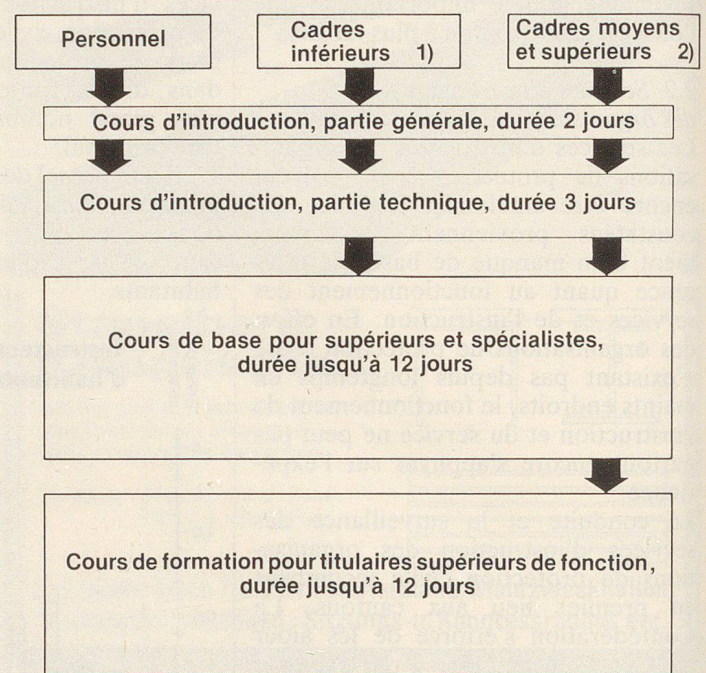 Personnel
Cadres
inférieurs 1)
Cadres moyens
et supérieurs 2)
Cours d'introduction, partie générale, durée 2 jours
Cours d'introduction, partie technique, durée 3 jours
Cours de base pour supérieurs et spécialistes,
durée jusqu'à 12 jours
Cours de formation pour titulaires supérieurs de fonction,
durée jusqu'à 12 jours